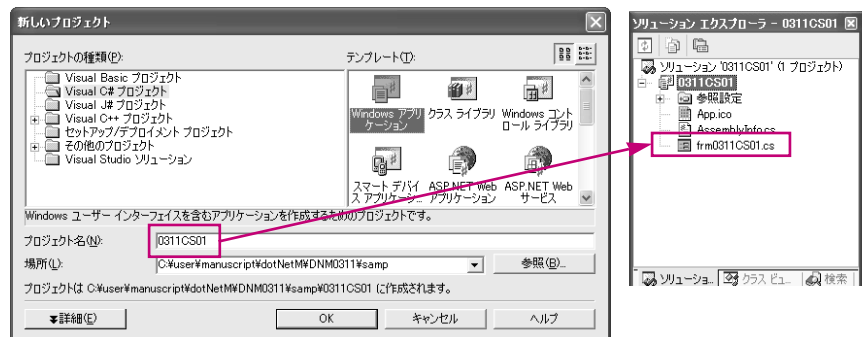 新しいプロジェクト
プロジェクトの種類(P):
テンプレート(T):
Visual Basic プロジェクト
Visual C# プロジェクト
Visual J# プロジェクト
Visual C++ プロジェクト
セットアップ/デプロイメント プロジェクト
その他のプロジェクト
Visual Studio ソリューション
Windows アプリ
ケーション
クラス ライブラリ
Windows コント
ロール ライブラリ
スマート デバイ
ス アプリケーシ...
ASP.NET Web
アプリケーション
ASP.NET Web
サービス
Windows ユーザー インターフェイスを含むアプリケーションを作成するためのプロジェクトです。
プロジェクト名(N):
0311CS01
場所(L):
C:¥user¥manuscript¥dotNetM¥DNM0311¥samp
参照(B)...
プロジェクトは C:¥user¥manuscript¥dotNetM¥DNM0311¥samp¥0311CS01 に作成されます。
詳細(E)
OK
キャンセル
ヘルプ
ソリューション エクスプローラ - 0311CS01
ソリューション '0311CS01' (1 プロジェクト)
0311CS01
参照設定
App.ico
AssemblyInfo.cs
frm0311CS01.cs
ソリューショ...
クラス ビュ...
検索